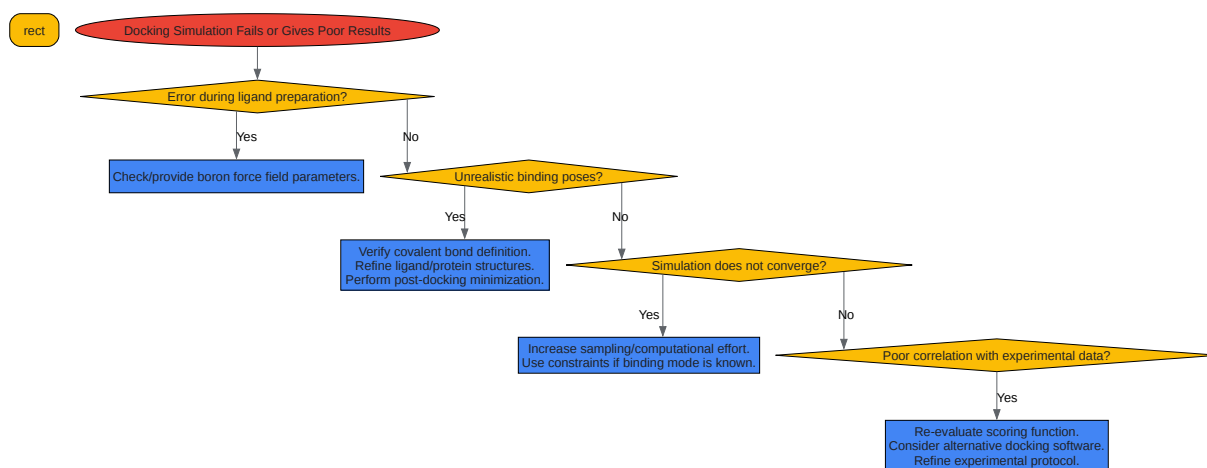 rect
Docking Simulation Fails or Gives Poor Results
Error during ligand preparation?
Yes
No
Check/provide boron force field parameters.
Unrealistic binding poses?
Yes
No
Verify covalent bond definition.
Refine ligand/protein structures.
Perform post-docking minimization.
Simulation does not converge?
Yes
No
Increase sampling/computational effort.
Use constraints if binding mode is known.
Poor correlation with experimental data?
Yes
Re-evaluate scoring function.
Consider alternative docking software.
Refine experimental protocol.